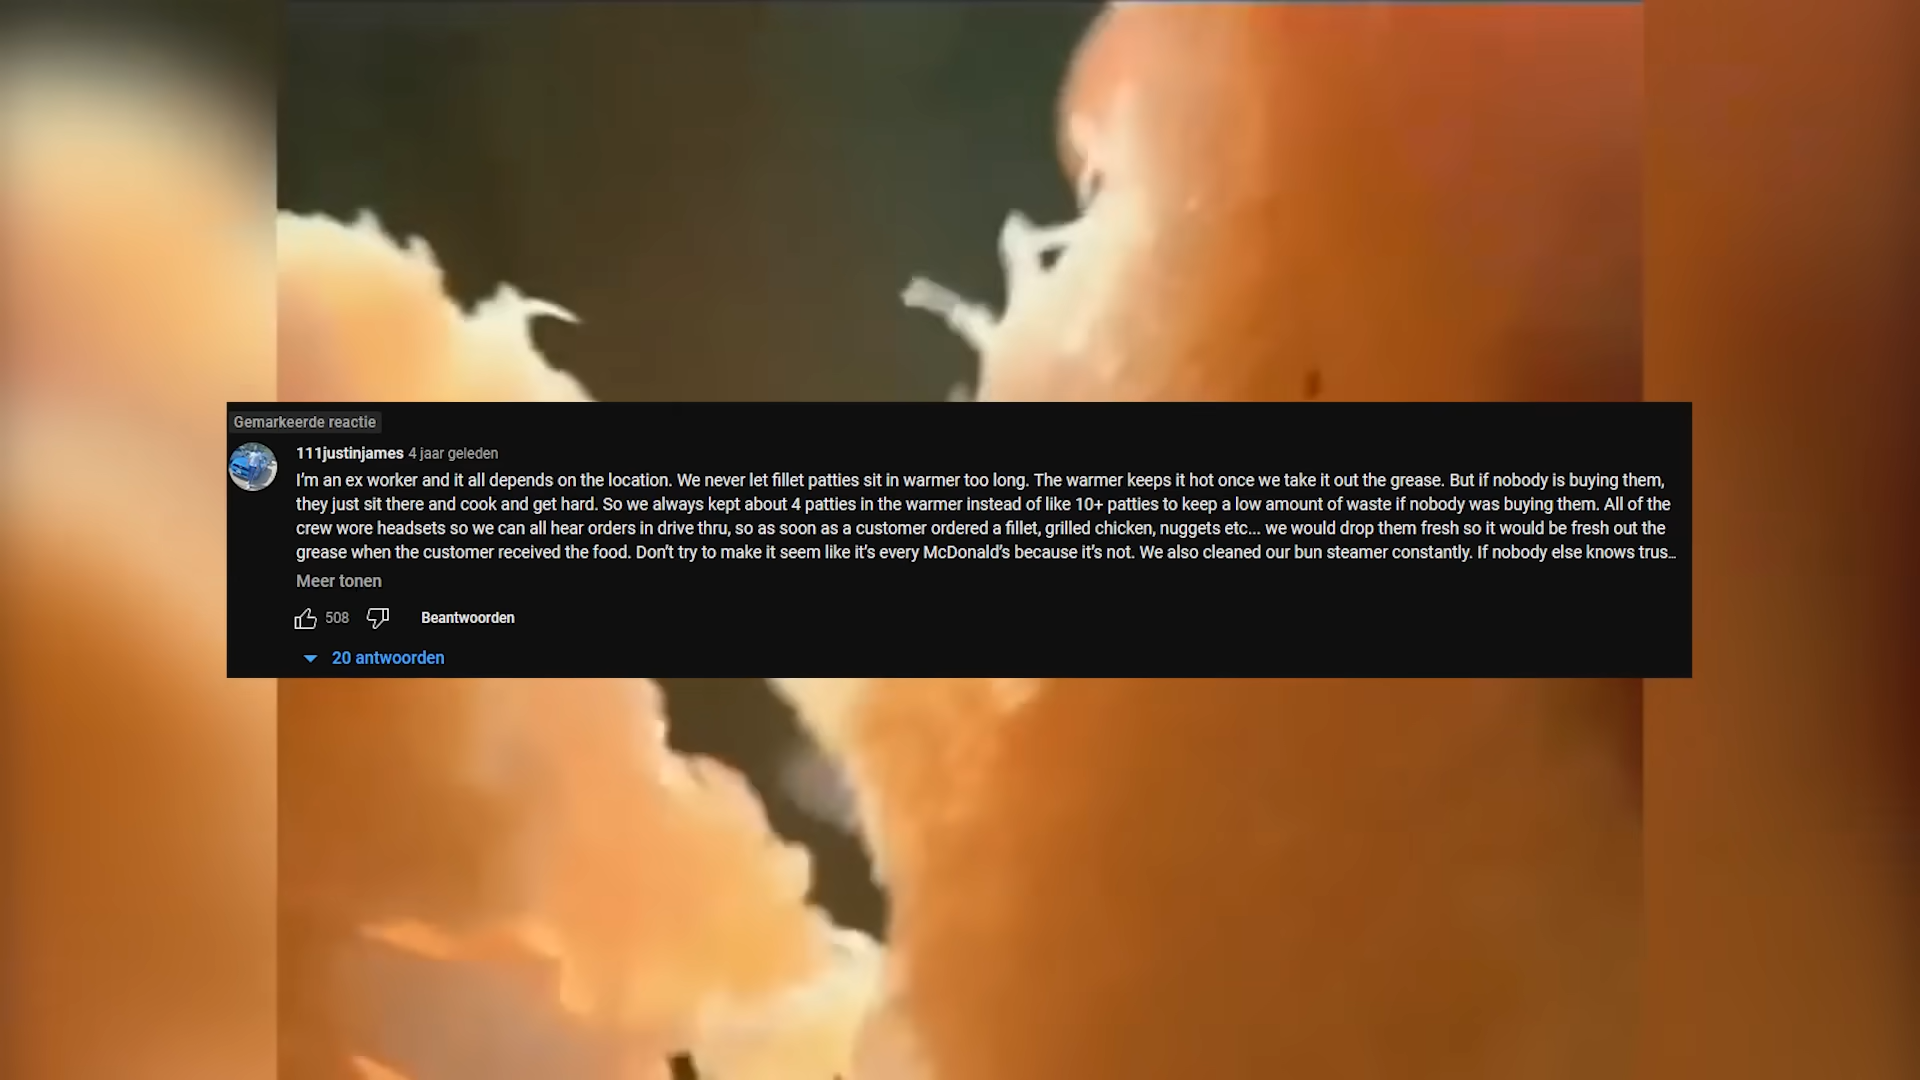 Gemarkeerde reactie
111justinjames 4 jaar geleden
I’m an ex worker and it all depends on the location. We never let fillet patties sit in warmer too long. The warmer keeps it hot once we take it out the grease. But if nobody is buying them,
they just sit there and cook and get hard. So we always kept about 4 patties in the warmer instead of like 10+ patties to keep a low amount of waste if nobody was buying them. All of the
crew wore headsets so we can all hear orders in drive thru, so as soon as a customer ordered a fillet, grilled chicken, nuggets etc... we would drop them fresh so it would be fresh out the
grease when the customer received the food. Don’t try to make it seem like it’s every McDonald’s because it’s not. We also cleaned our bun steamer constantly. If nobody else knows trus…
Meer tonen
508 Beantwoorden
20 antwoorden